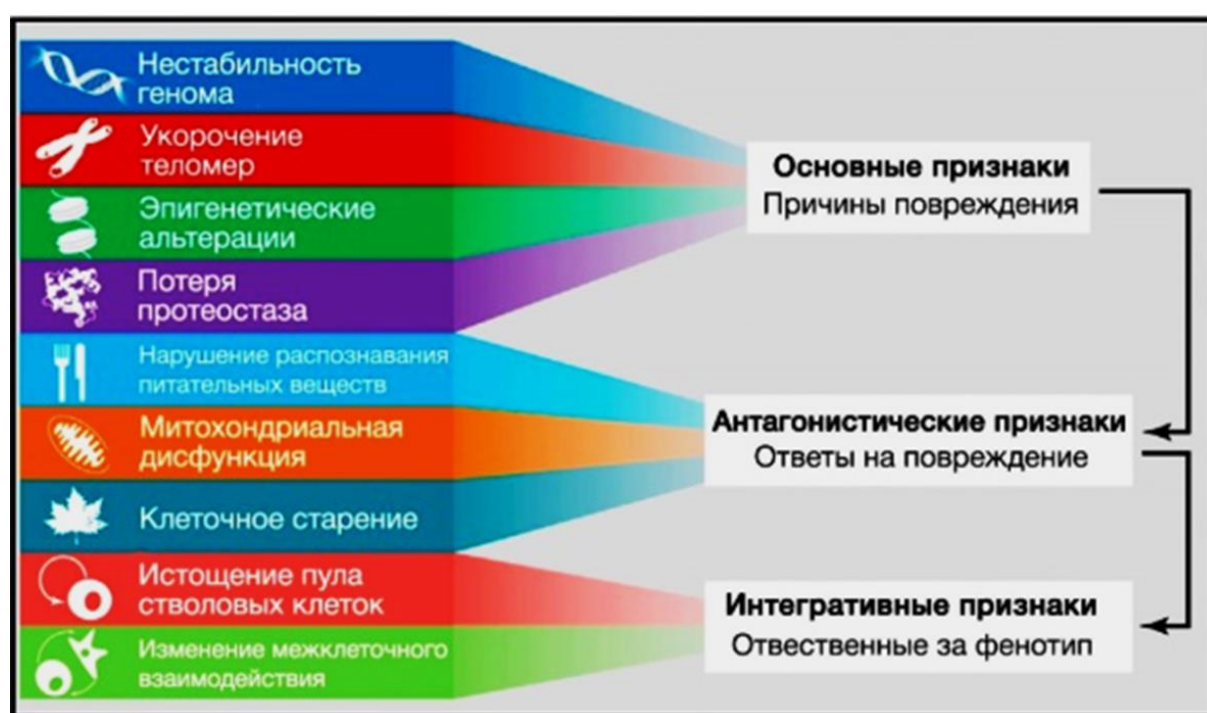 Нестабильность
генома
Укорочение
теломер
Эпигенетические
альтерации
Потеря
протеостаза
Нарушение распознавания
питательных веществ
Митохондриальная
дисфункция
Клеточное старение
Истощение пула
стволовых клеток
Изменение межклеточного
взаимодействия
Основные признаки
Причины повреждения
Антагонистические признаки
Ответы на повреждение
Интегративные признаки
Отвественные за фенотип